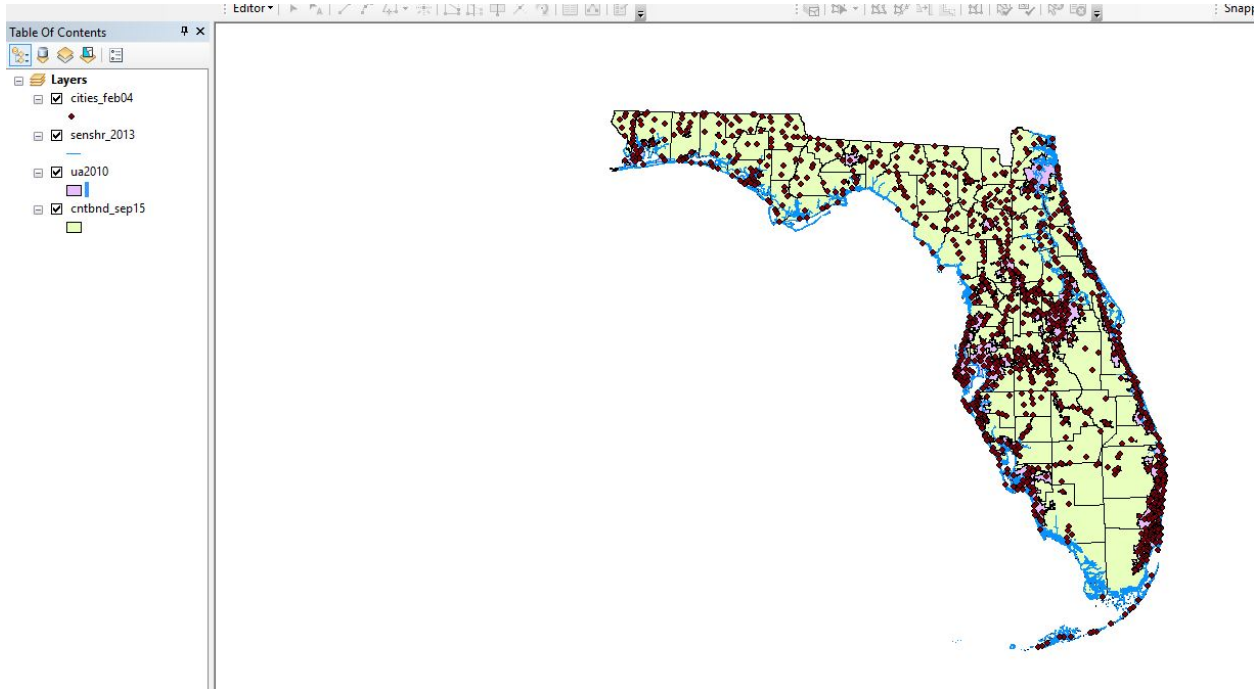 Editor
Snapp
Table Of Contents
Layers
cities_feb04
senshr_2013
ua2010
cntbnd_sep15